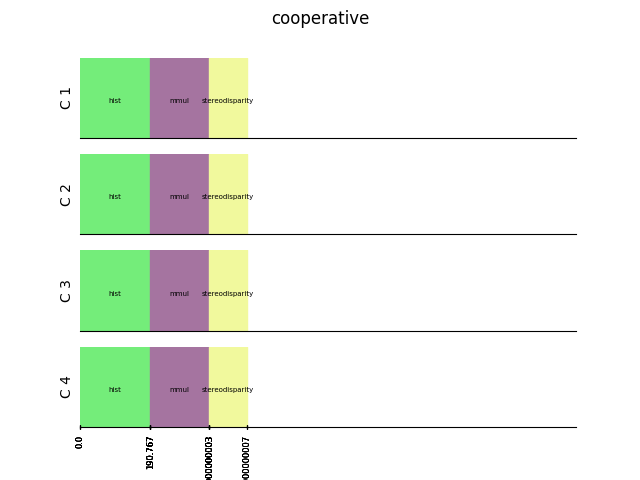 cooperative
C 1
hist
mmul
stereodisparity
C 2
hist
mmul
stereodisparity
C 3
hist
mmul
stereodisparity
C 4
hist
mmul
stereodisparity
0.0
190.767